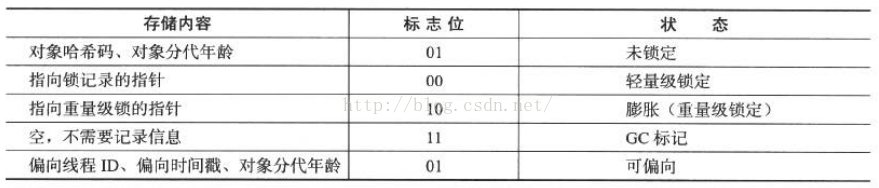 存储内容 标志位 状 态
对象哈希码、对象分代年龄 01 未锁定
指向锁记录的指针 00 轻量级锁定
指向重量级锁的指针 10 膨胀（重量级锁定）
http://blog.csdn.net/
空，不需要记录信息 11 GC 标记
偏向线程 ID、偏向时间戳、对象分代年龄 01 可偏向